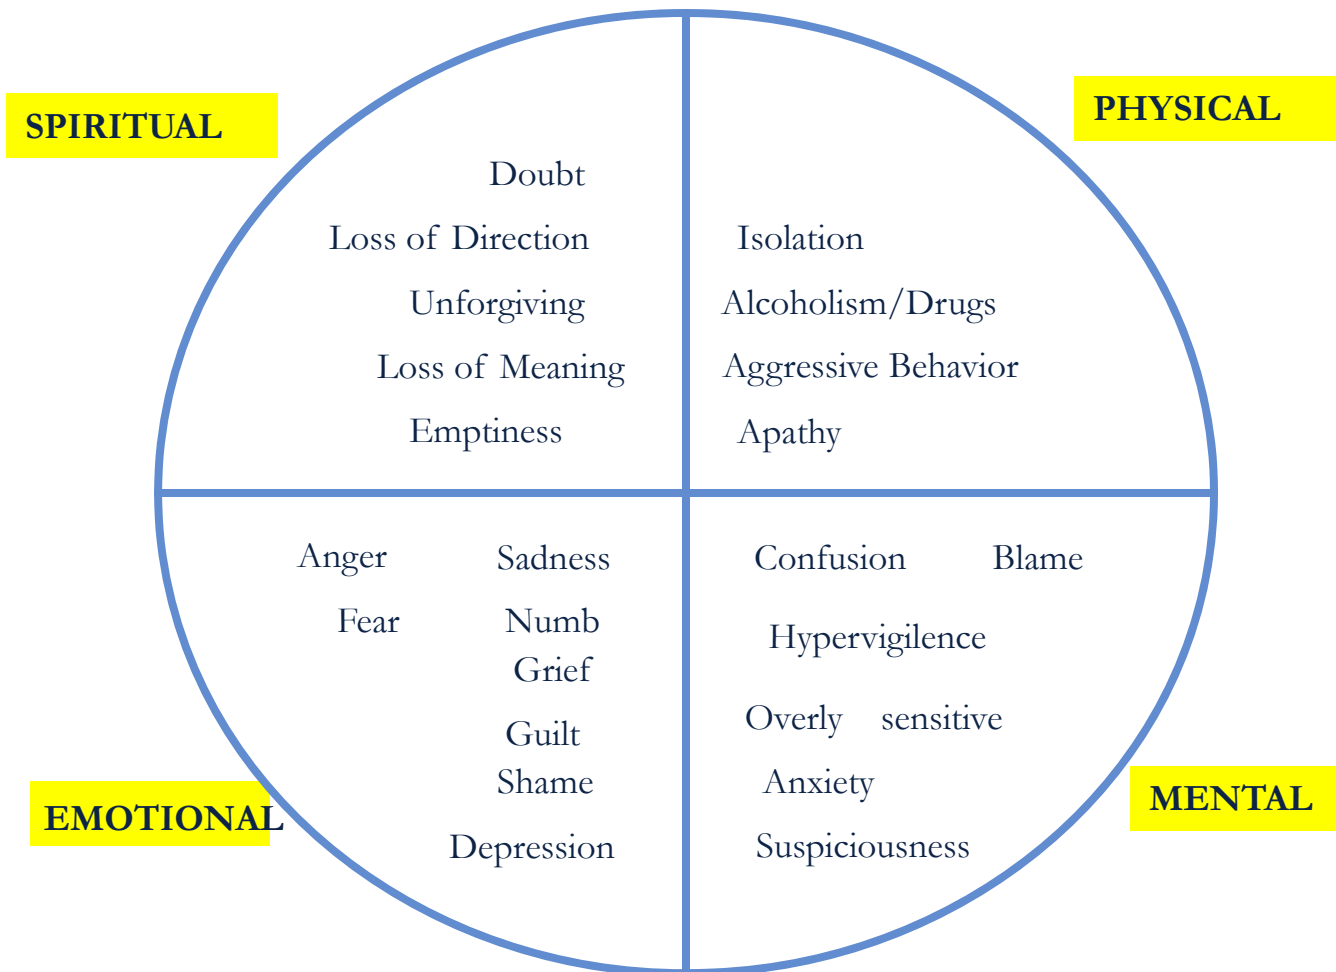 SPIRITUAL
Doubt
Loss of Direction
Unforgiving
Loss of Meaning
Emptiness
PHYSICAL
Isolation
Alcoholism/Drugs
Aggressive Behavior
Apathy
Anger Sadness
Fear Numb
Grief
Guilt
Shame
Depression
EMOTIONAL
Confusion Blame
Hypervigilence
Overly sensitive
Anxiety
Suspiciousness
MENTAL